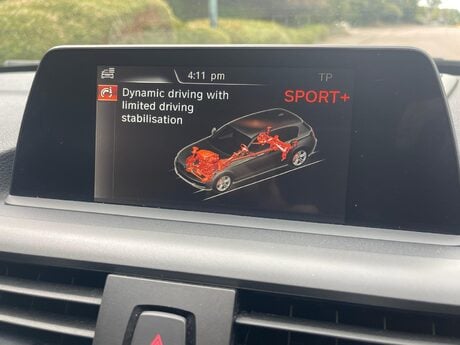 4:11 pm
TP
Dynamic driving with
limited driving
stabilisation
SPORT+